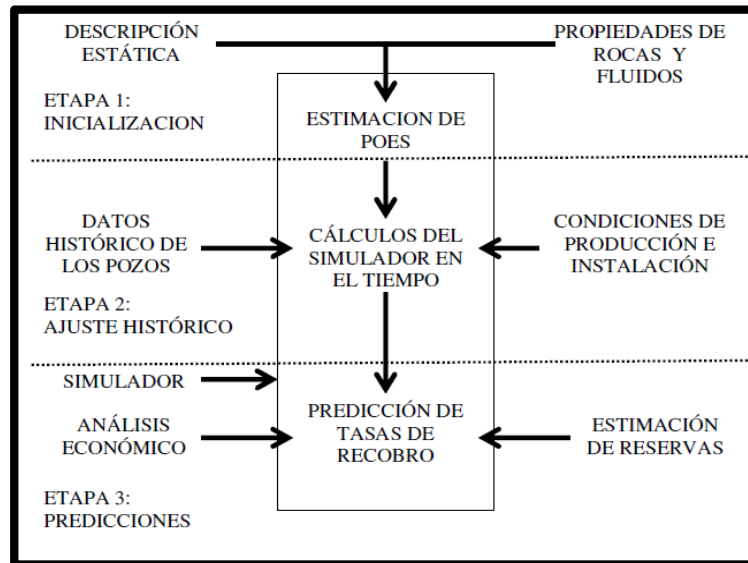 DESCRIPCIÓN
ESTÁTICA
PROPIEDADES DE
ROCAS Y
FLUIDOS
ETAPA 1:
INICIALIZACION
ESTIMACION DE
POES
DATOS
HISTÓRICO DE
LOS POZOS
CÁLCULOS DEL
SIMULADOR EN
EL TIEMPO
CONDICIONES DE
PRODUCCIÓN E
INSTALACIÓN
ETAPA 2:
AJUSTE HISTÓRICO
SIMULADOR
ANÁLISIS
ECONÓMICO
PREDICCIÓN DE
TASAS DE
RECOBRO
ESTIMACIÓN
DE RESERVAS
ETAPA 3:
PREDICCIONES